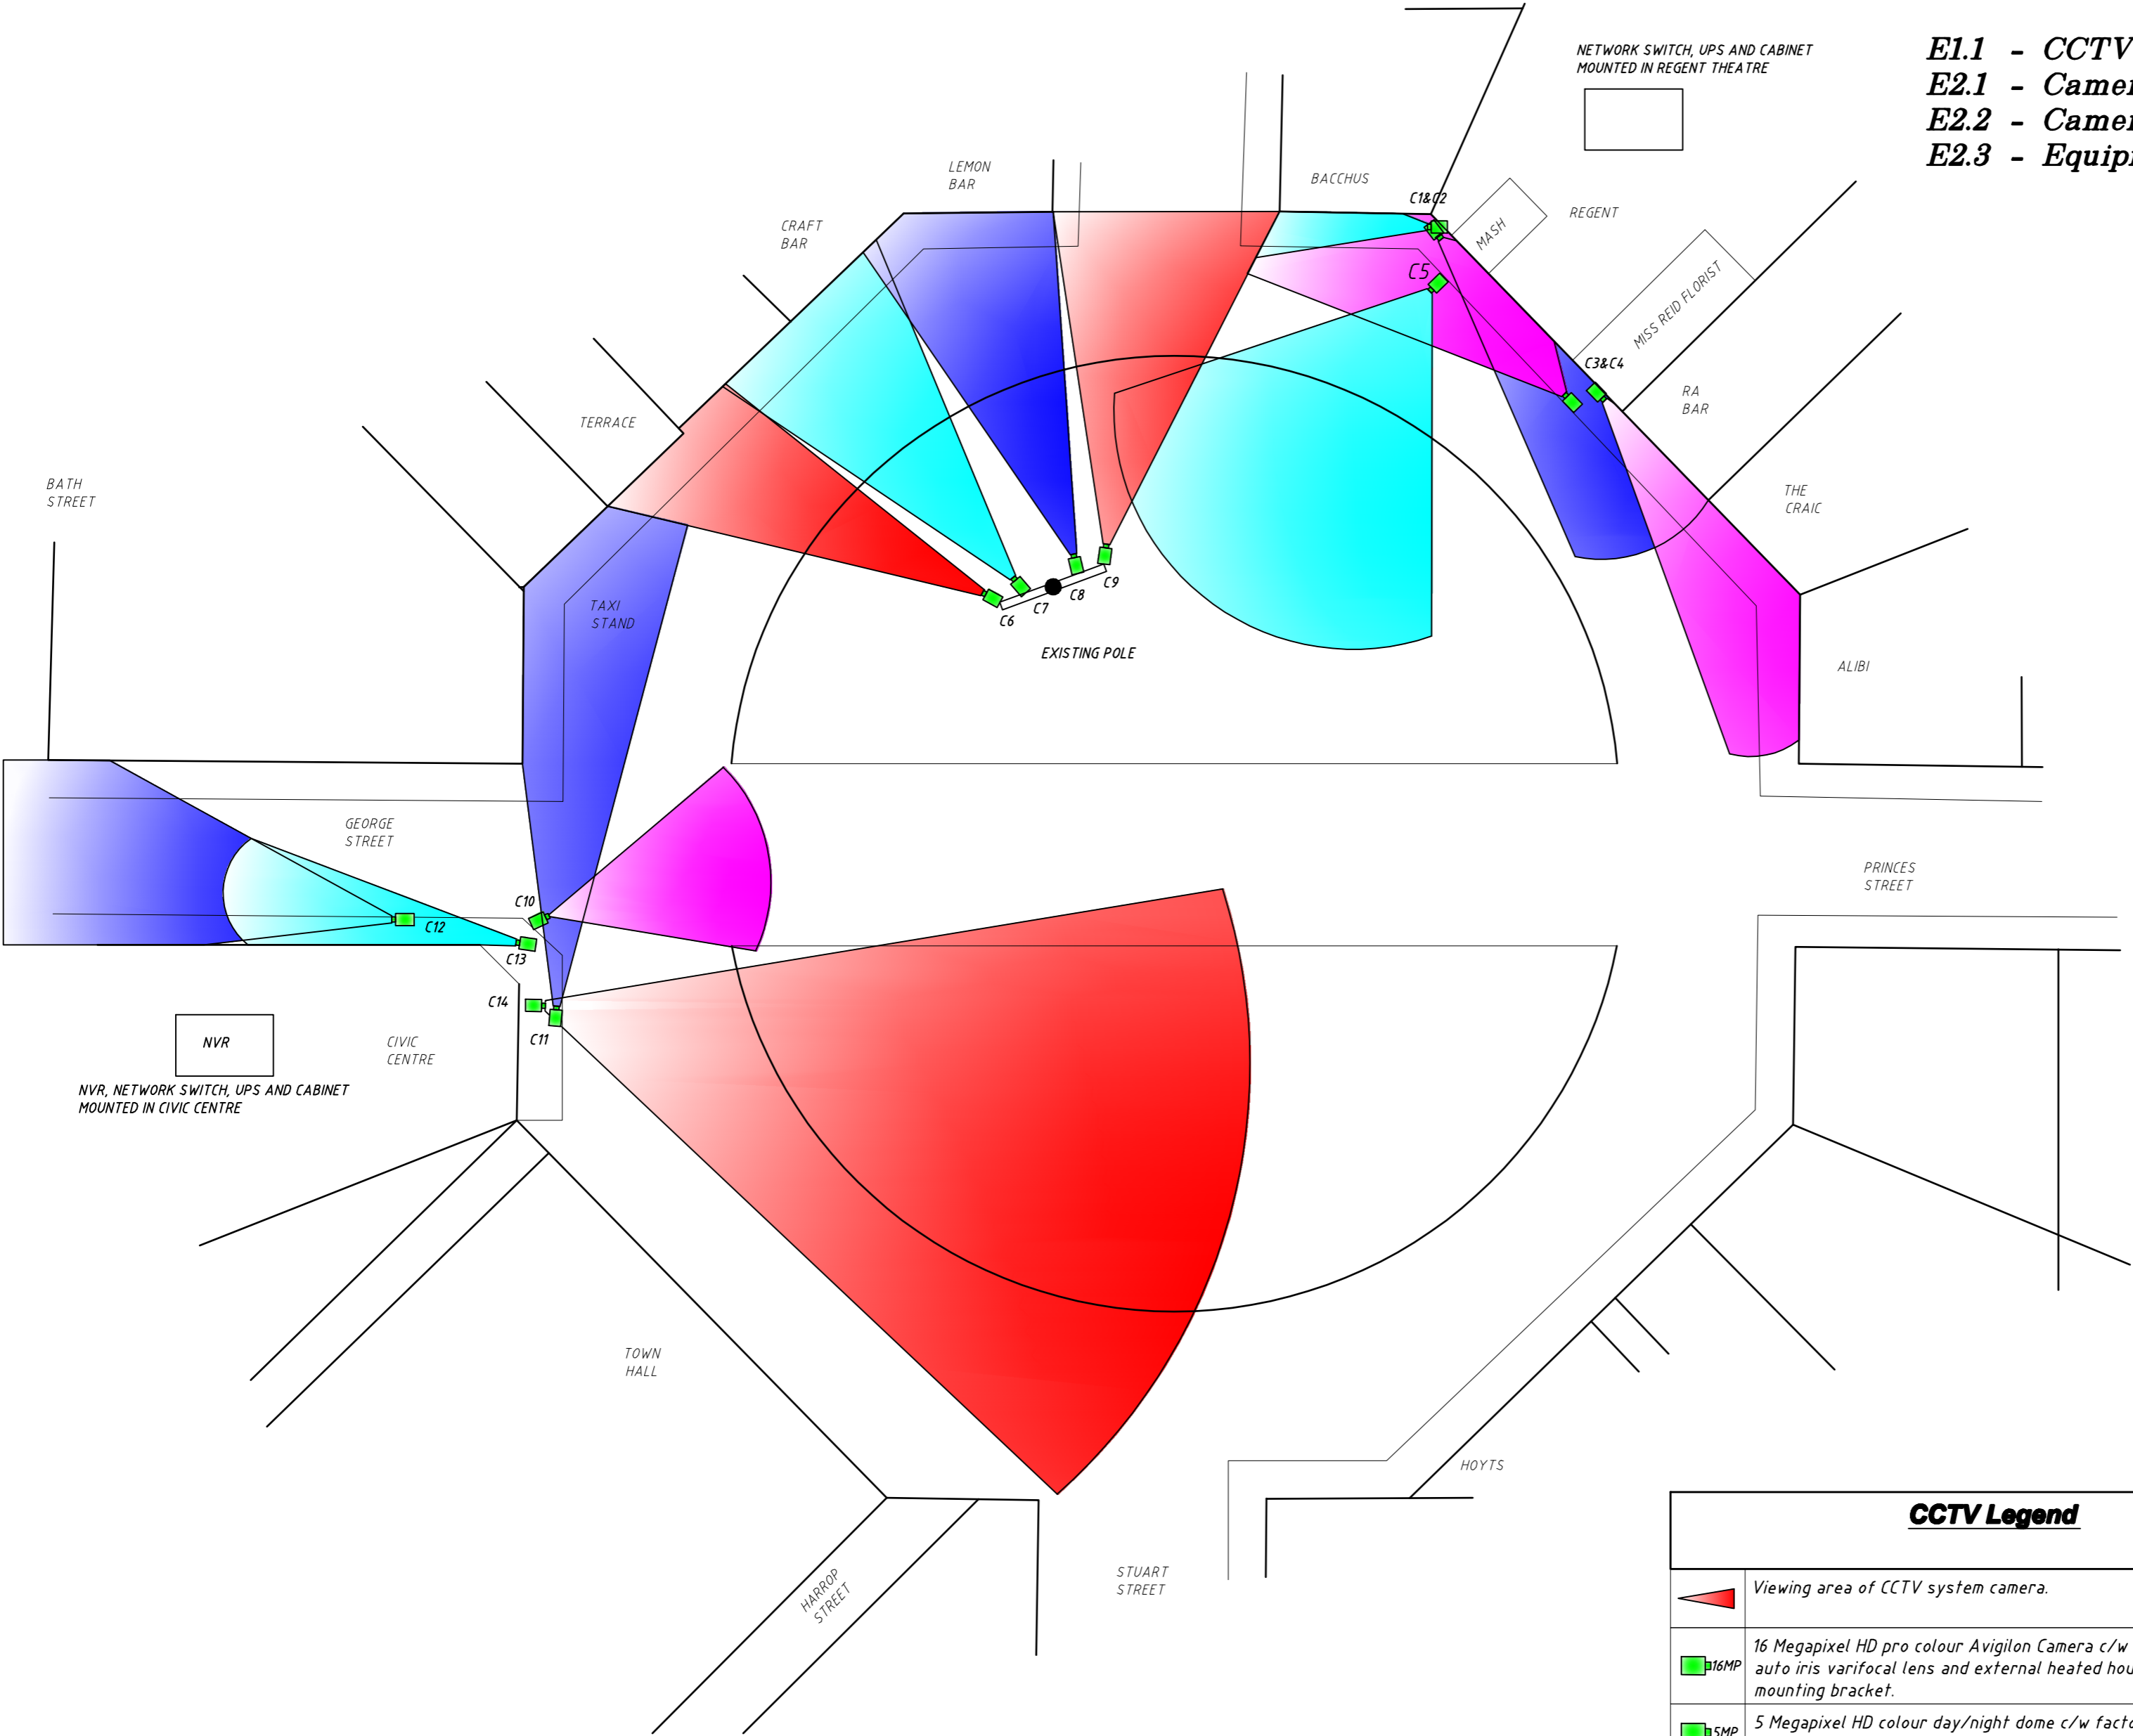 NETWORK SWITCH, UPS AND CABINET
MOUNTED IN REGENT THEATRE
E1.1 - CCTV
E2.1 - Camer
E2.2 - Camer
E2.3 - Equip
LEMON
BAR
BACCHUS
C1&C2
REGENT
MASH
CRAFT
BAR
C5
MISS REID FLORIST
C3&C4
RA
BAR
TERRACE
BATH
STREET
THE
CRAIC
TAXI
STAND
C9
C8
C7
C6
EXISTING POLE
ALIBI
GEORGE
STREET
PRINCES
STREET
C10
C12
C13
C14
C11
NVR
CIVIC
CENTRE
NVR, NETWORK SWITCH, UPS AND CABINET
MOUNTED IN CIVIC CENTRE
TOWN
HALL
HOYTS
HARROP
STREET
STUART
STREET
CCTV Legend
Viewing area of CCTV system camera.
16MP
16 Megapixel HD pro colour Avigilon Camera c/w
auto iris varifocal lens and external heated hou
mounting bracket.
5MP
5 Megapixel HD colour day/night dome c/w facto